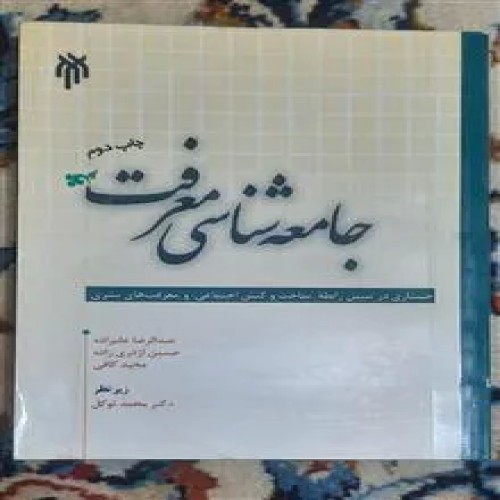 چاپ دوم
جامعه شناسی معرفت
جستاری در تبیین رابطه «ساخت و کنش اجتماعی» و «معرفت‌های بشری»
عبدالرضا علیزاده
حسین اژدری زاده
مجید کافی
زیر نظر
دکتر محمد توکل